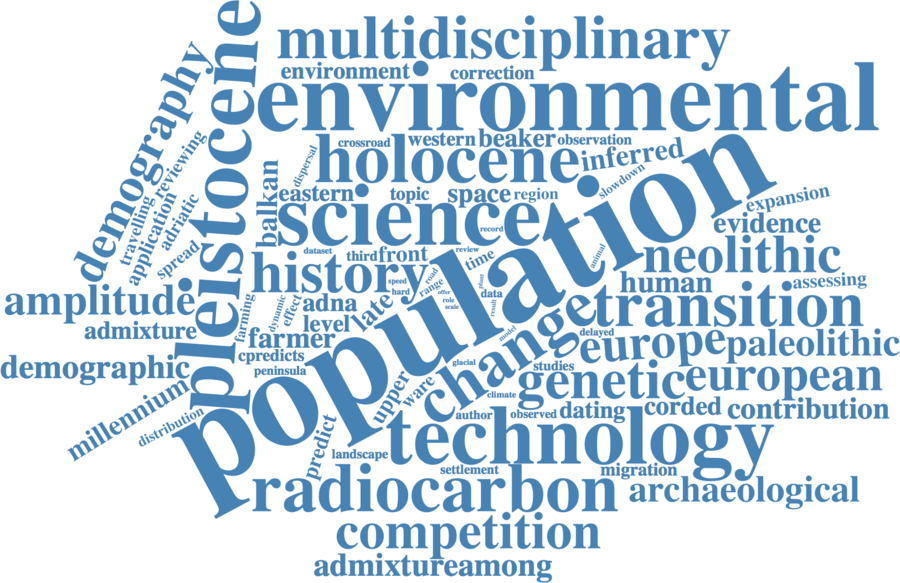 multidisciplinary
environment
correction
environmental
pleistocene
demography
crossroad
western
beaker
observation
holocene
inferred
dispersal
slowdown
reviewing
travelling
application
adriatic
spread
balkan
eastern
topic
space
region
expansion
science
record
evidence
population
dataset
third
front
review
time
animal
neolithic
history
speed
hard
road
range
offer
role
scale
plant
data
result
human
assessing
amplitude
farming
dynamic
effect
adna
level
late
transition
admixture
farmer
model
change
delayed
europe
paleolithic
demographic
cpredicts
peninsula
glacial
studies
genetic
european
millennium
distribution
upper
ware
climate
author
observed
dating
corded
contribution
predict
landscape
technology
settlement
migration
radiocarbon
archaeological
competition
admixtureamong